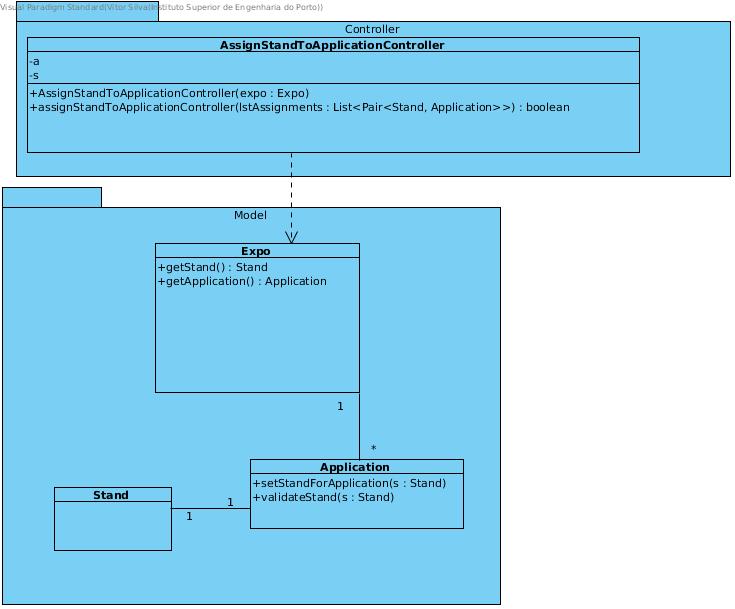 Visual Paradigm Standard(Vitor Silva(Instituto Superior de Engenharia do Porto))
Controller
AssignStandToApplicationController
-a
-s
+AssignStandToApplicationController(expo : Expo)
+assignStandToApplicationController(lstAssignments : List<Pair<Stand, Application>>) : boolean
Model
Expo
+getStand() : Stand
+getApplication() : Application
1
*
Application
+setStandForApplication(s : Stand)
+validateStand(s : Stand)
Stand
1
1